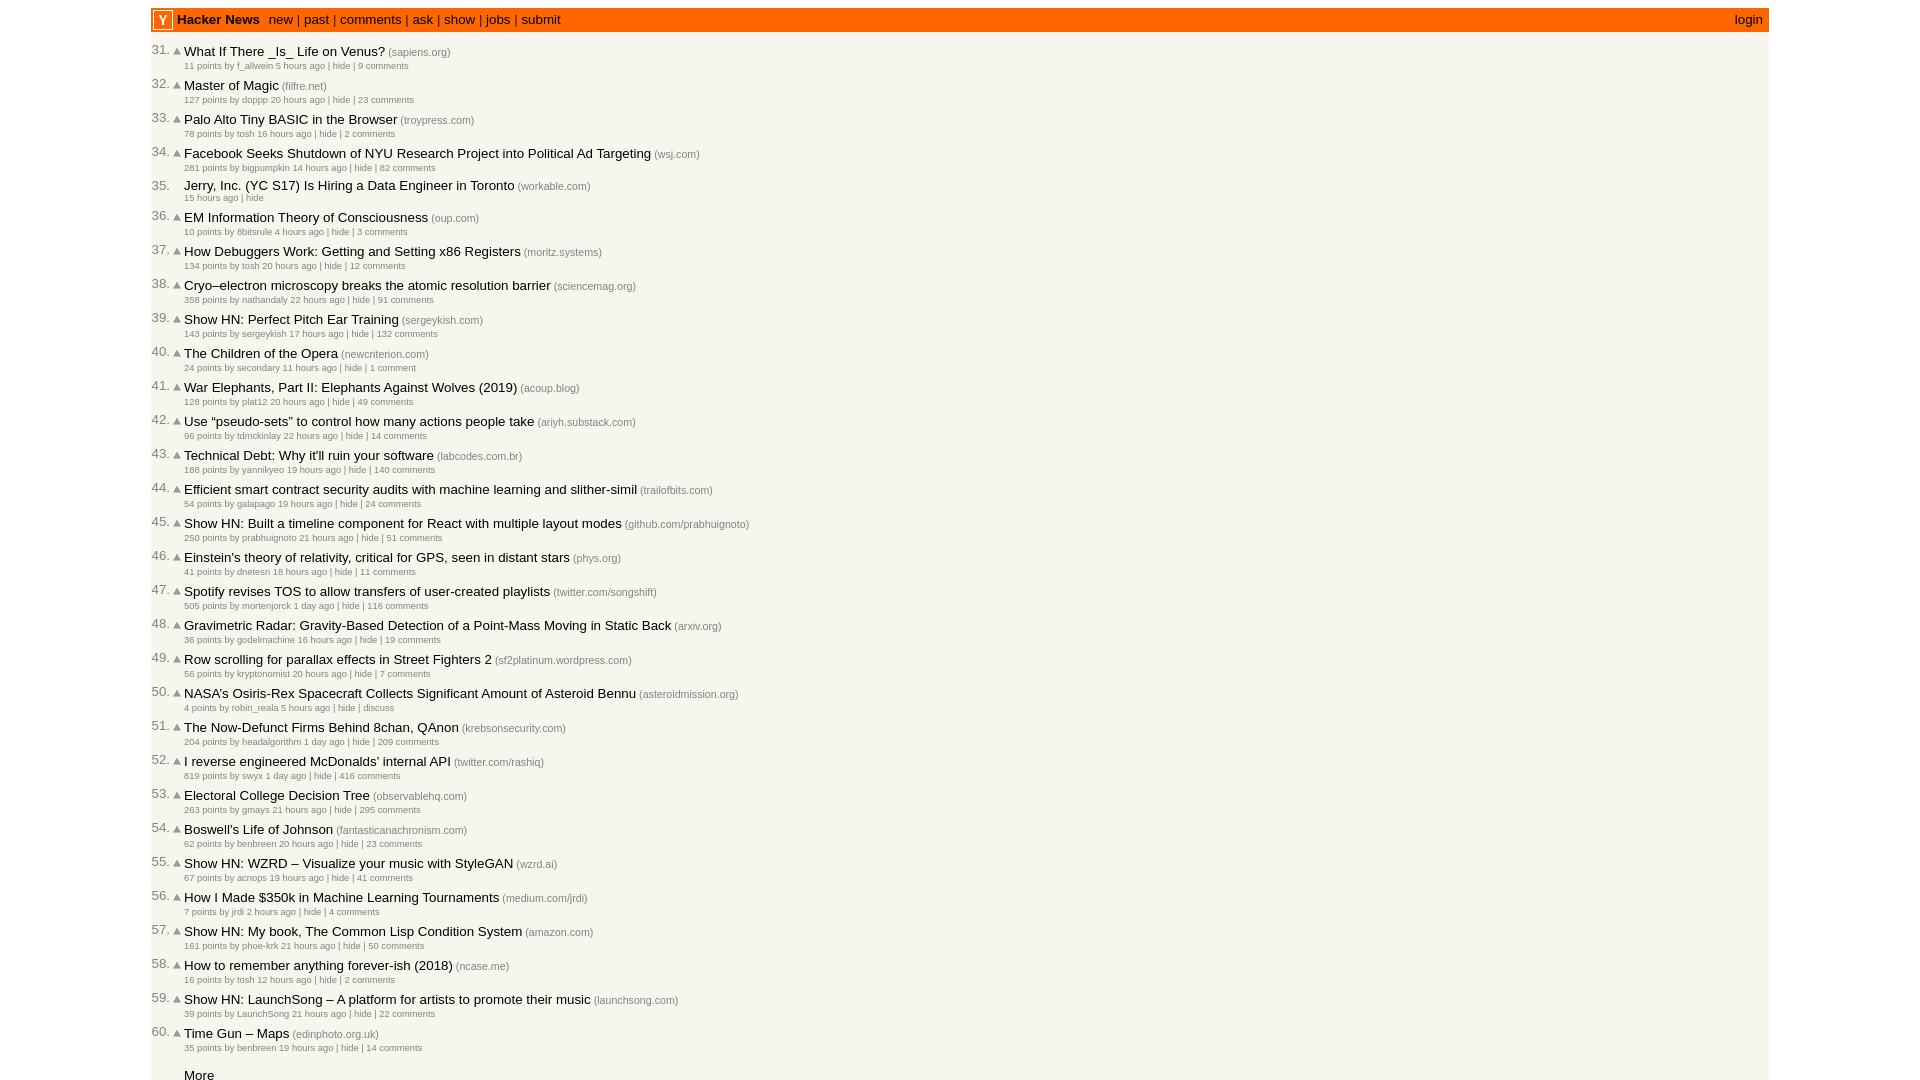 Y Hacker News new | past | comments | ask | show | jobs | submit login
31. What If There _Is_ Life on Venus? (sapiens.org)
11 points by f_allwein 5 hours ago | hide | 9 comments
32. Master of Magic (filfre.net)
127 points by doppp 20 hours ago | hide | 23 comments
33. Palo Alto Tiny BASIC in the Browser (troypress.com)
78 points by tosh 16 hours ago | hide | 2 comments
34. Facebook Seeks Shutdown of NYU Research Project into Political Ad Targeting (wsj.com)
281 points by bigpumpkin 14 hours ago | hide | 82 comments
35. Jerry, Inc. (YC S17) Is Hiring a Data Engineer in Toronto (workable.com)
15 hours ago | hide
36. EM Information Theory of Consciousness (oup.com)
10 points by 8bitsrule 4 hours ago | hide | 3 comments
37. How Debuggers Work: Getting and Setting x86 Registers (moritz.systems)
134 points by tosh 20 hours ago | hide | 12 comments
38. Cryo–electron microscopy breaks the atomic resolution barrier (sciencemag.org)
358 points by nathandaly 22 hours ago | hide | 91 comments
39. Show HN: Perfect Pitch Ear Training (sergeykish.com)
143 points by sergeykish 17 hours ago | hide | 132 comments
40. The Children of the Opera (newcriterion.com)
24 points by secondary 11 hours ago | hide | 1 comment
41. War Elephants, Part II: Elephants Against Wolves (2019) (acoup.blog)
128 points by plat12 20 hours ago | hide | 49 comments
42. Use “pseudo-sets” to control how many actions people take (ariyh.substack.com)
96 points by tdmckinlay 22 hours ago | hide | 14 comments
43. Technical Debt: Why it'll ruin your software (labcodes.com.br)
188 points by yannikyeo 19 hours ago | hide | 140 comments
44. Efficient smart contract security audits with machine learning and slither-simil (trailofbits.com)
54 points by galapago 19 hours ago | hide | 24 comments
45. Show HN: Built a timeline component for React with multiple layout modes (github.com/prabhuignoto)
250 points by prabhuignoto 21 hours ago | hide | 51 comments
46. Einstein's theory of relativity, critical for GPS, seen in distant stars (phys.org)
41 points by dnetesn 18 hours ago | hide | 11 comments
47. Spotify revises TOS to allow transfers of user-created playlists (twitter.com/songshift)
505 points by mortenjorck 1 day ago | hide | 116 comments
48. Gravimetric Radar: Gravity-Based Detection of a Point-Mass Moving in Static Back (arxiv.org)
36 points by godelmachine 16 hours ago | hide | 19 comments
49. Row scrolling for parallax effects in Street Fighters 2 (sf2platinum.wordpress.com)
56 points by kryptonomist 20 hours ago | hide | 7 comments
50. NASA’s Osiris-Rex Spacecraft Collects Significant Amount of Asteroid Bennu (asteroidmission.org)
4 points by robin_reala 5 hours ago | hide | discuss
51. The Now-Defunct Firms Behind 8chan, QAnon (krebsonsecurity.com)
204 points by headalgorithm 1 day ago | hide | 209 comments
52. I reverse engineered McDonalds’ internal API (twitter.com/rashiq)
819 points by swyx 1 day ago | hide | 416 comments
53. Electoral College Decision Tree (observablehq.com)
263 points by gmays 21 hours ago | hide | 295 comments
54. Boswell's Life of Johnson (fantasticanachronism.com)
62 points by benbreen 20 hours ago | hide | 23 comments
55. Show HN: WZRD – Visualize your music with StyleGAN (wzrd.ai)
67 points by acnops 19 hours ago | hide | 41 comments
56. How I Made $350k in Machine Learning Tournaments (medium.com/jrdi)
7 points by jrdi 2 hours ago | hide | 4 comments
57. Show HN: My book, The Common Lisp Condition System (amazon.com)
161 points by phoe-krk 21 hours ago | hide | 50 comments
58. How to remember anything forever-ish (2018) (ncase.me)
16 points by tosh 12 hours ago | hide | 2 comments
59. Show HN: LaunchSong – A platform for artists to promote their music (launchsong.com)
39 points by LaunchSong 21 hours ago | hide | 22 comments
60. Time Gun – Maps (edinphoto.org.uk)
35 points by benbreen 19 hours ago | hide | 14 comments
More